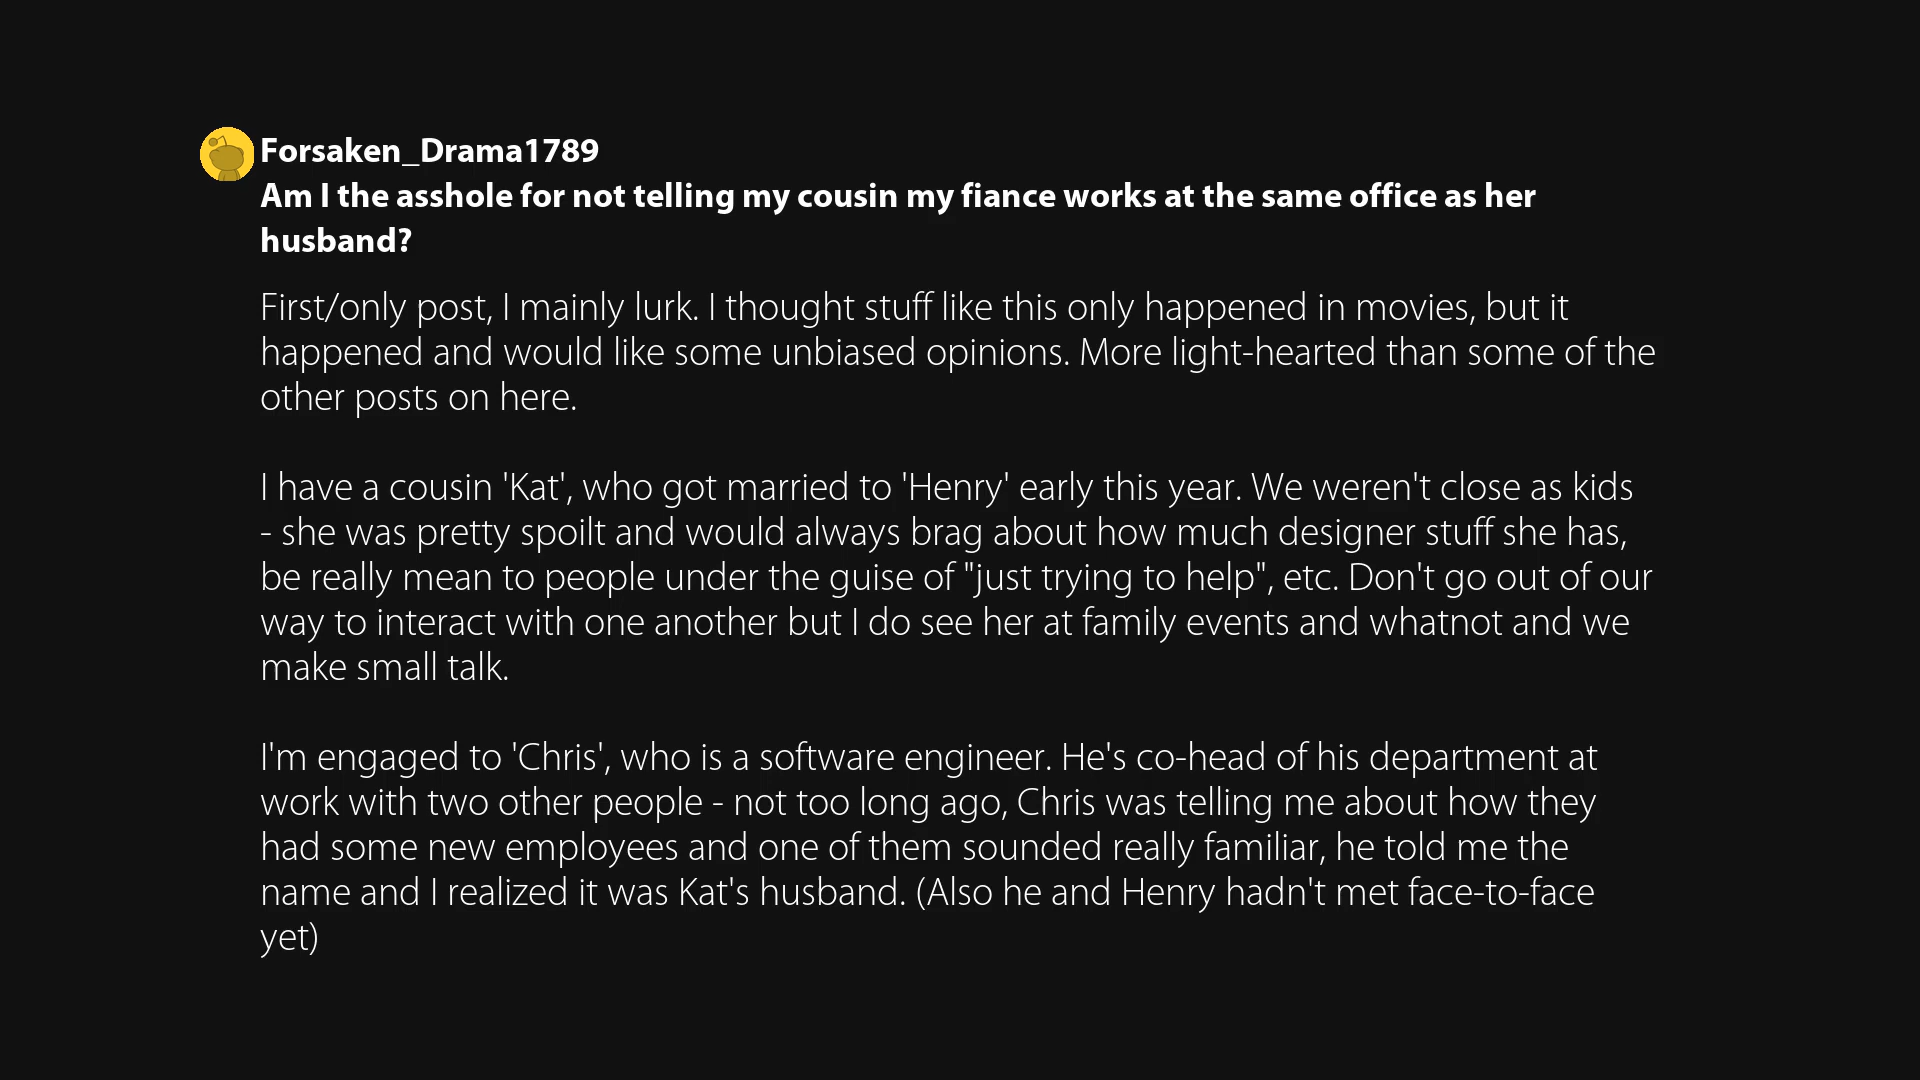 Forsaken_Drama1789
Am I the asshole for not telling my cousin my fiance works at the same office as her
husband?
First/only post, I mainly lurk. I thought stuff like this only happened in movies, but it
happened and would like some unbiased opinions. More light-hearted than some of the
other posts on here.
I have a cousin 'Kat', who got married to 'Henry' early this year. We weren't close as kids
- she was pretty spoilt and would always brag about how much designer stuff she has,
be really mean to people under the guise of "just trying to help", etc. Don't go out of our
way to interact with one another but I do see her at family events and whatnot and we
make small talk.
I'm engaged to 'Chris', who is a software engineer. He's co-head of his department at
work with two other people - not too long ago, Chris was telling me about how they
had some new employees and one of them sounded really familiar, he told me the
name and I realized it was Kat's husband. (Also he and Henry hadn't met face-to-face
yet)